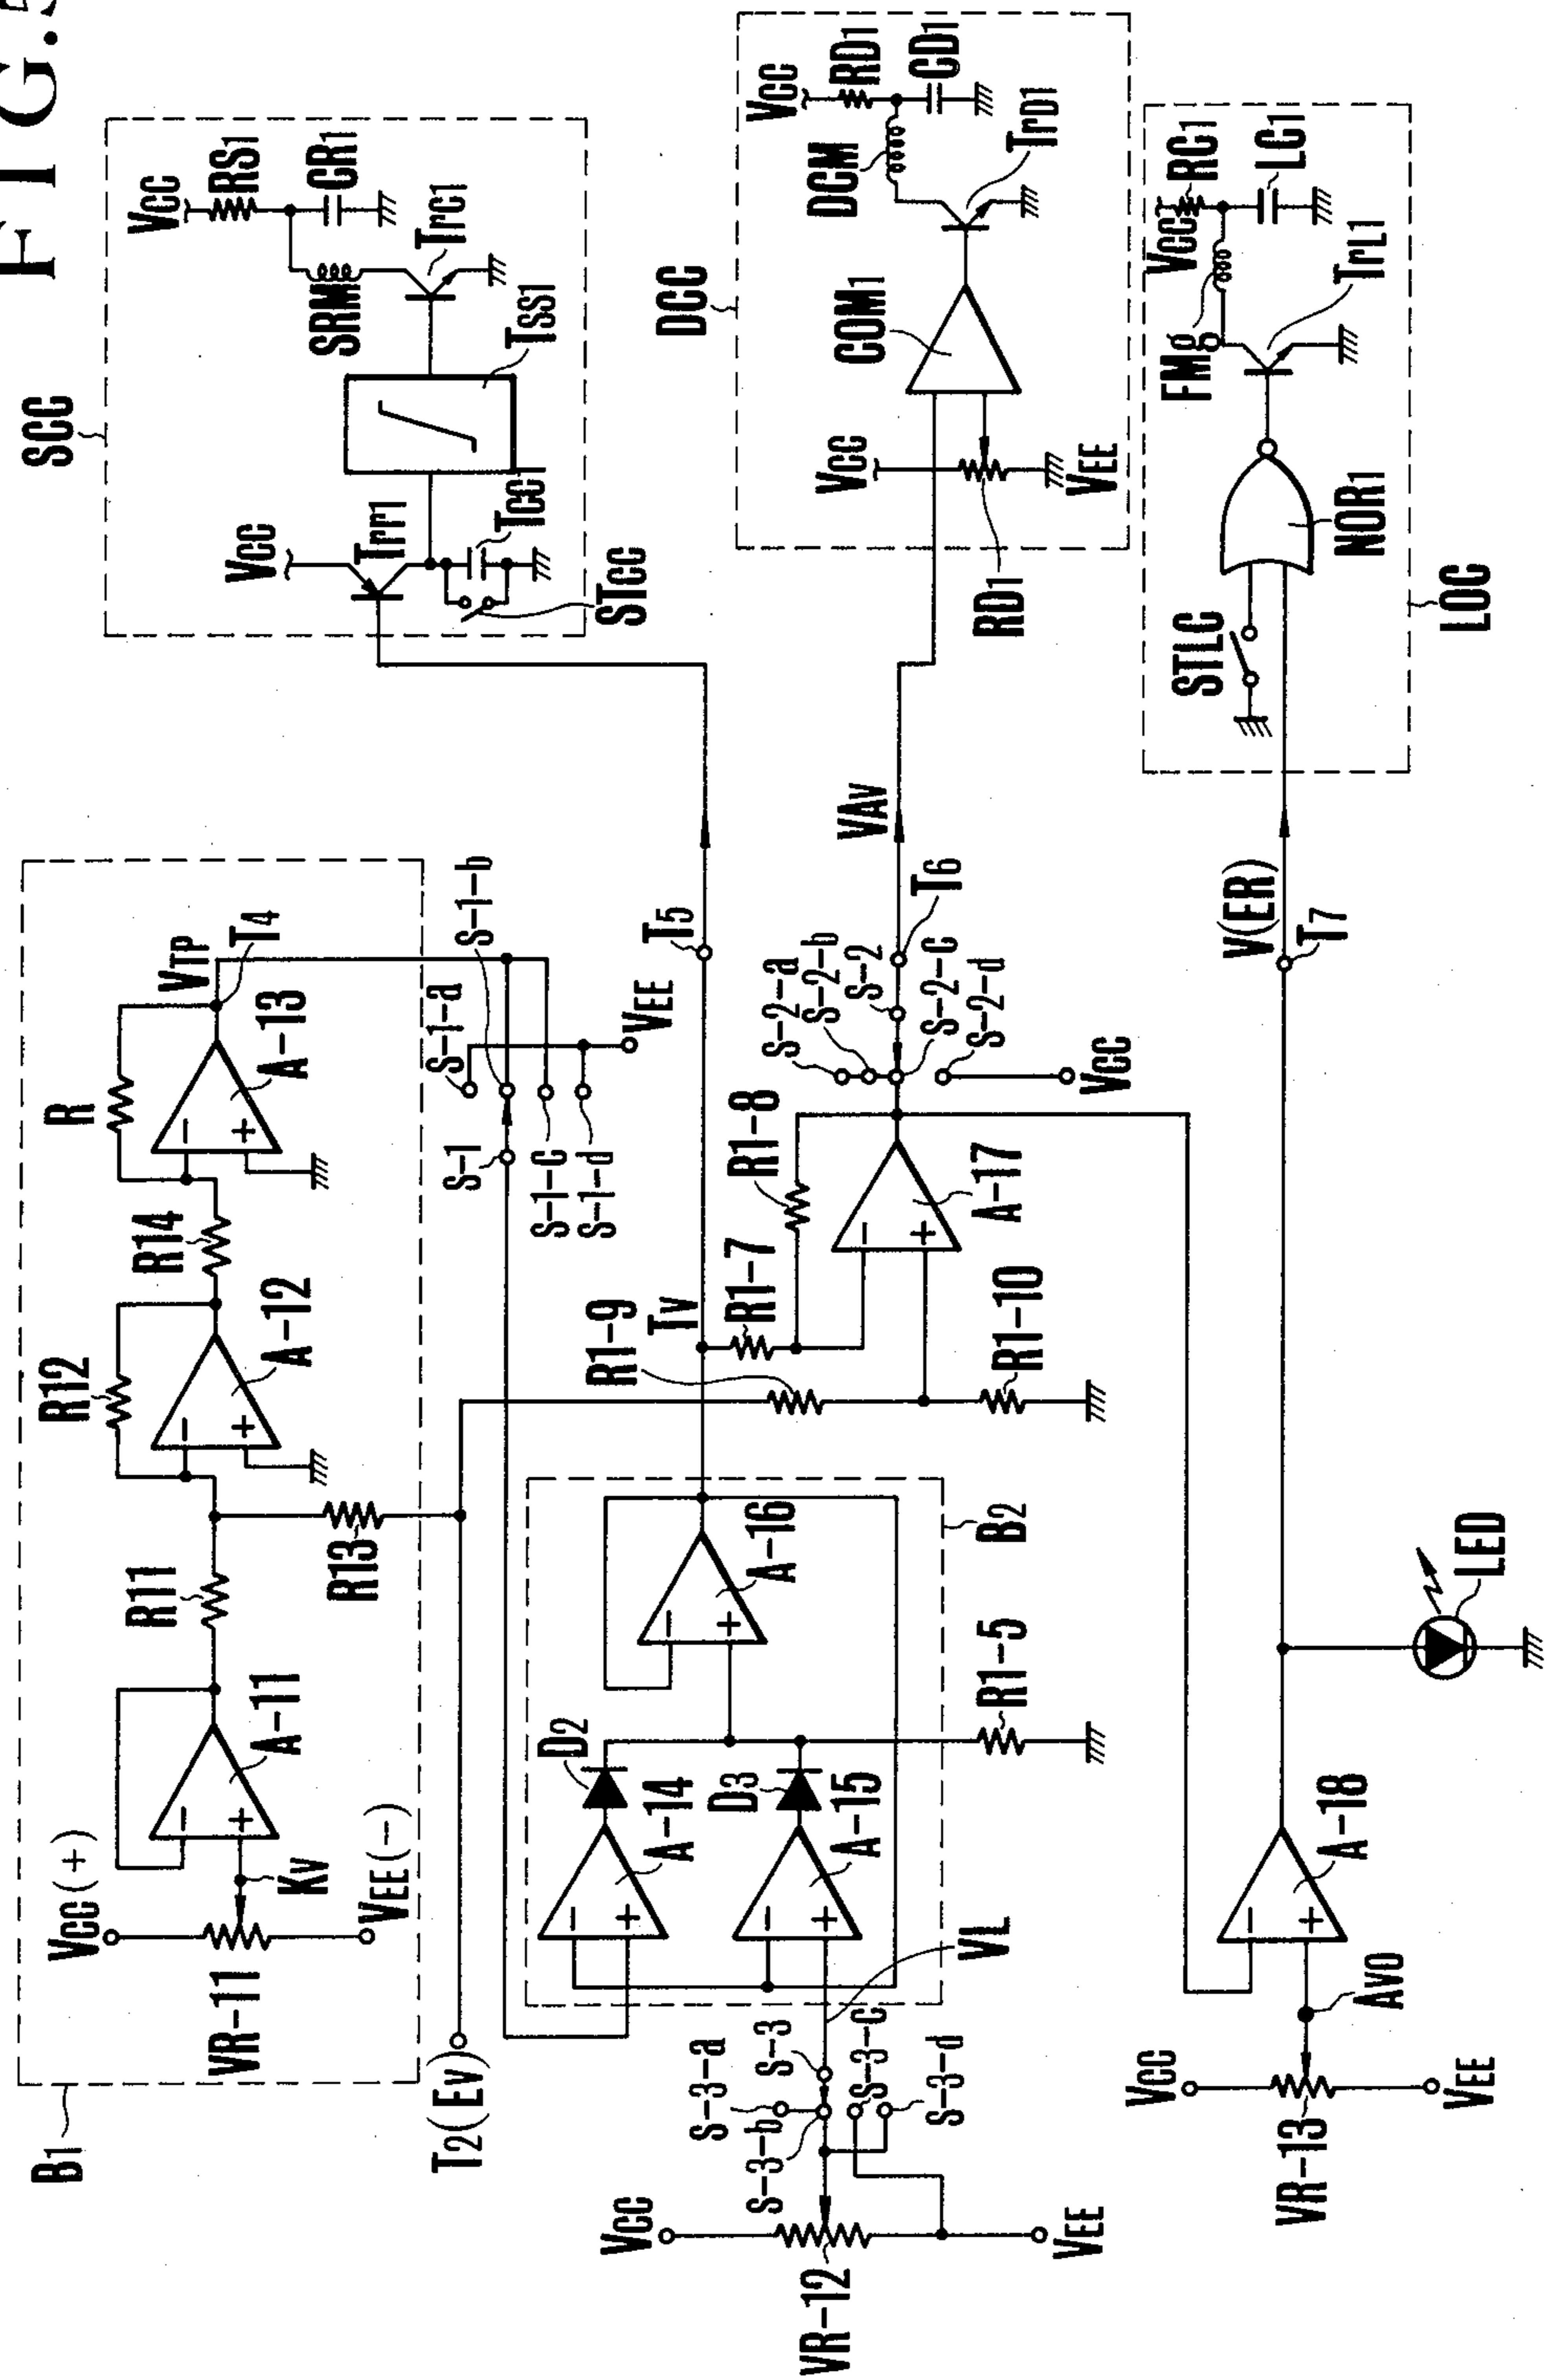 FIG.
B1
VCC(+)
VR-11
VEE(-)
KV
A-11
R11
R12
A-12
R13
R14
R
A-13
VTP
T4
T2(EV)
S-1
S-1-a
S-1-b
S-1-C
S-1-d
VEE
SCC
VCC
Trr1
TCC1
STCC
TSS1
SRM
VCC
RS1
CR1
TrC1
D2
A-14
D3
A-15
A-16
B2
R1-5
VL
S-3-a
S-3
S-3-b
S-3-C
S-3-d
VCC
VR-12
VEE
R1-9
TV
T5
R1-7
R1-8
R1-10
A-17
S-2-a
S-2-b
S-2
S-2-C
S-2-d
T6
VCC
VAV
DCC
VCC
RD1
VEE
COM1
DCM
VCC
RD1
CD1
TrD1
VCC
VR-13
VEE
AVO
A-18
LED
V(ER)
T7
LOC
STLC
NOR1
FMg
VCC
RG1
LG1
TrL1